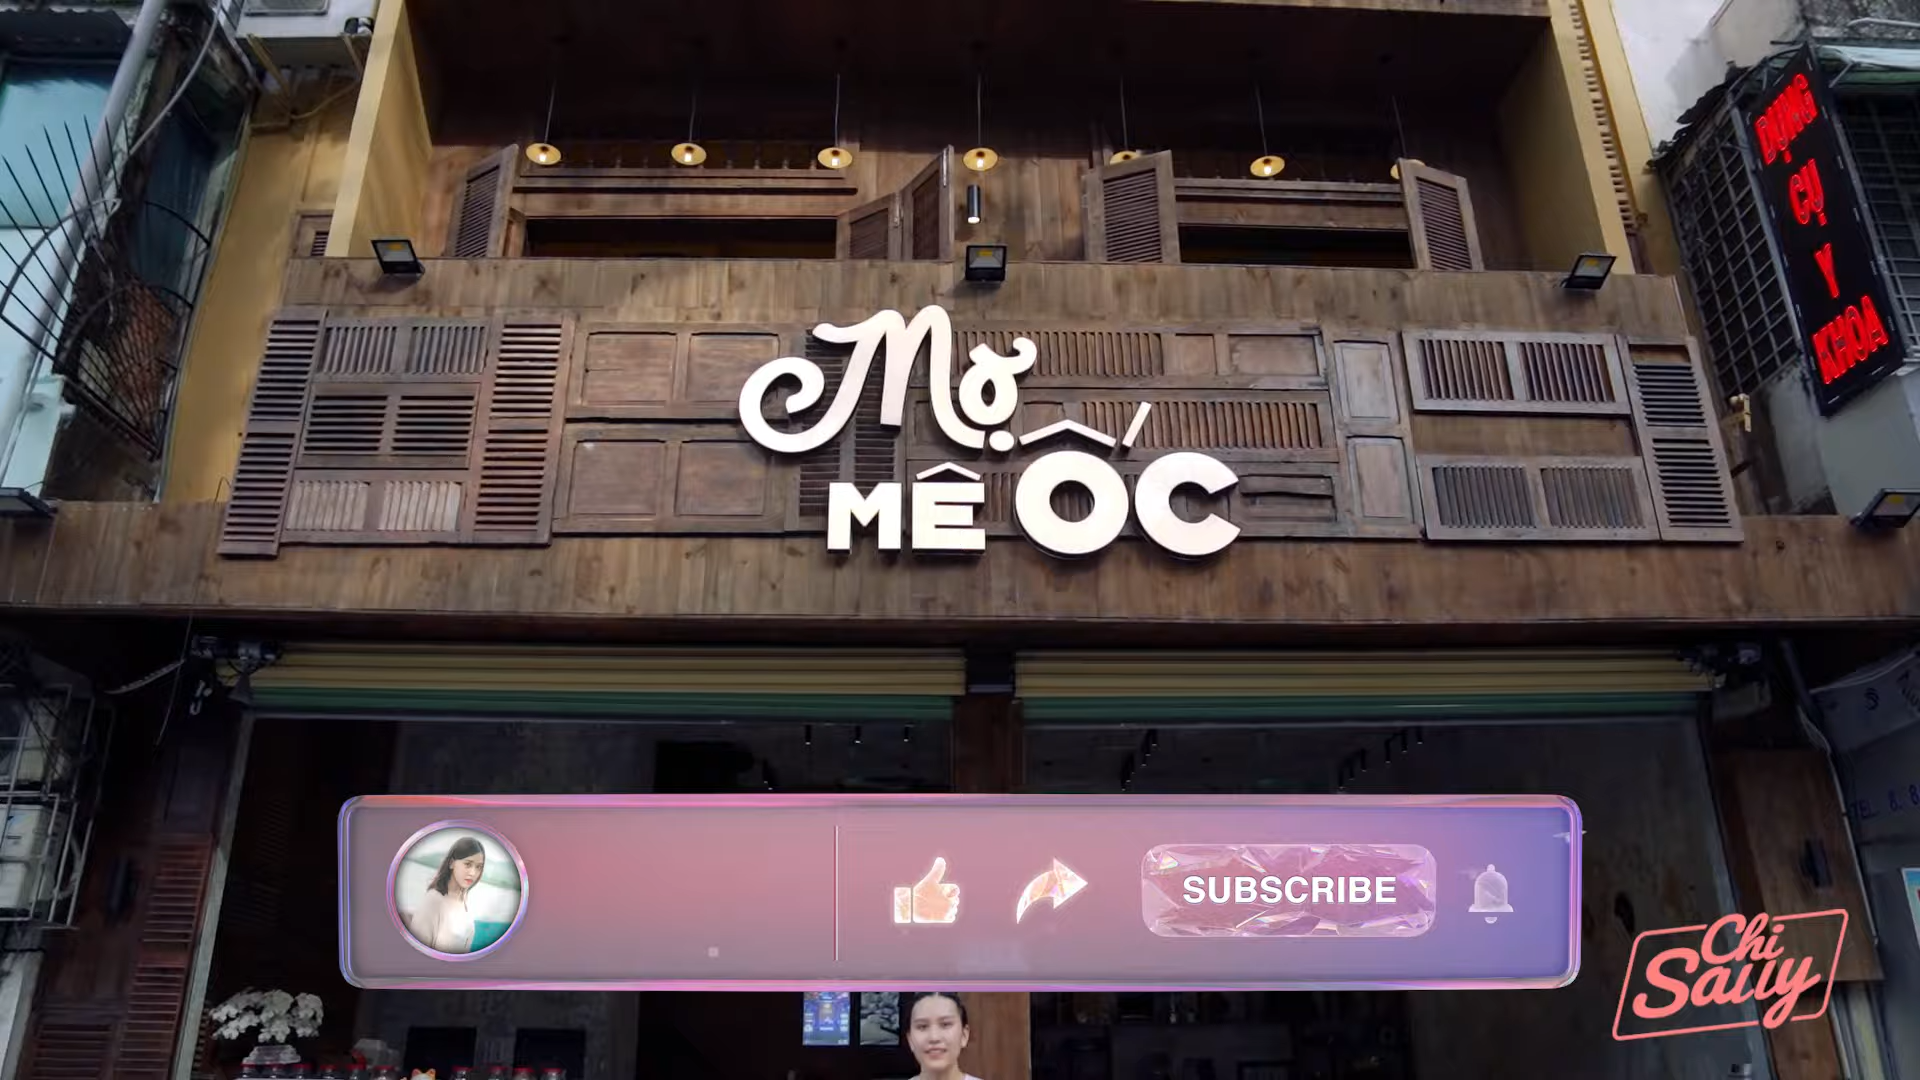 Mợ
MÊ ỐC
DỤNG
CỤ
Y
KHOA
SUBSCRIBE
Chi
Sally